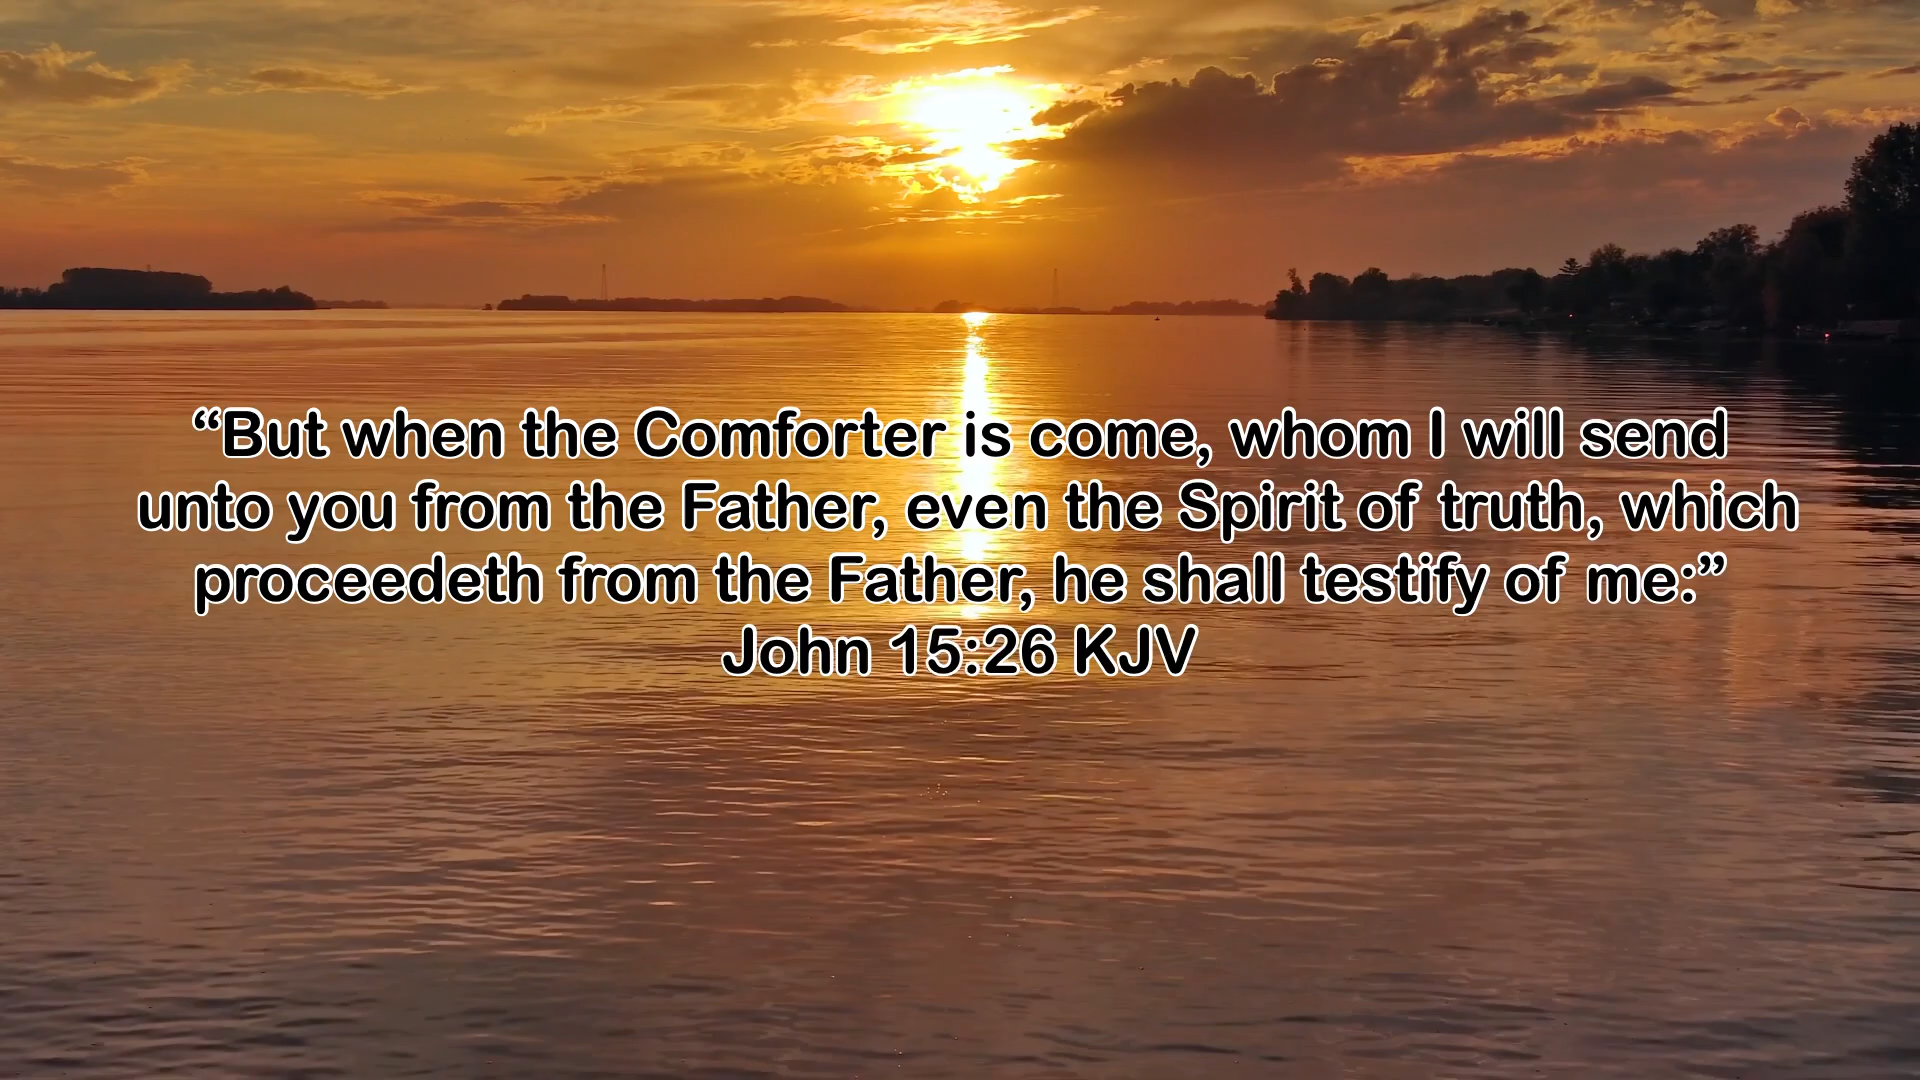 “But when the Comforter is come, whom I will send
unto you from the Father, even the Spirit of truth, which
proceedeth from the Father, he shall testify of me:”
John 15:26 KJV